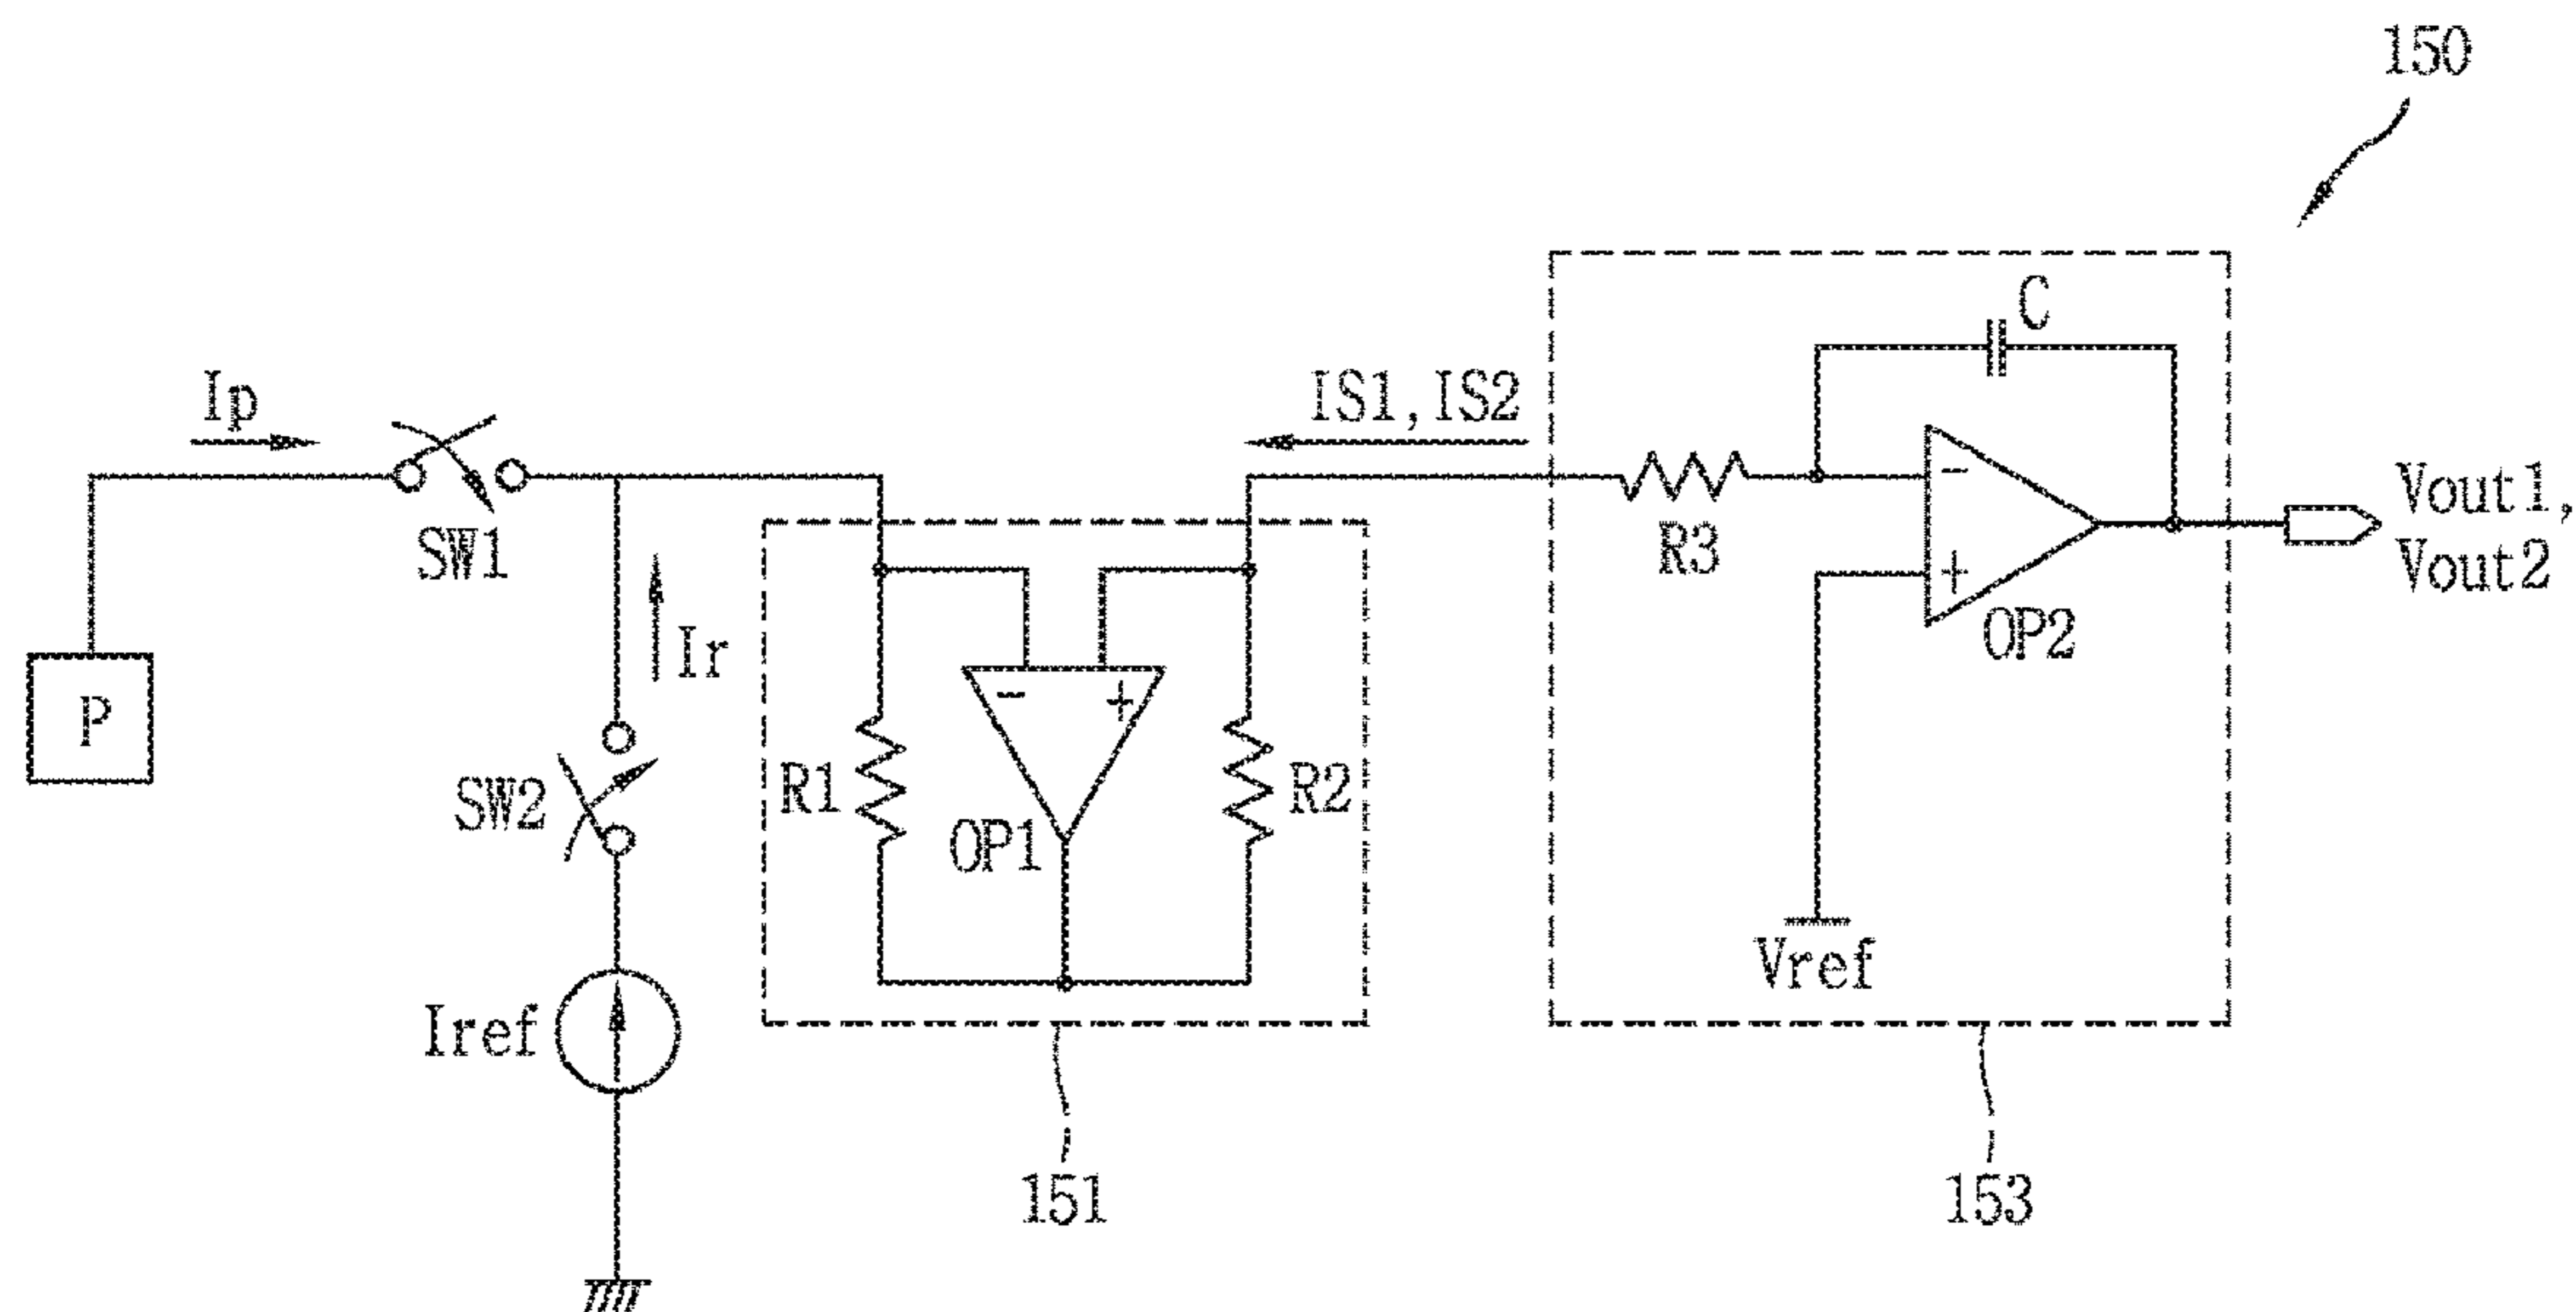 150
C
Ip
IS1, IS2
Vout1,
Vout2
SW1
R3
-
+
OP2
Ir
P
-
+
SW2
R1
R2
OP1
Vref
Iref
151
153